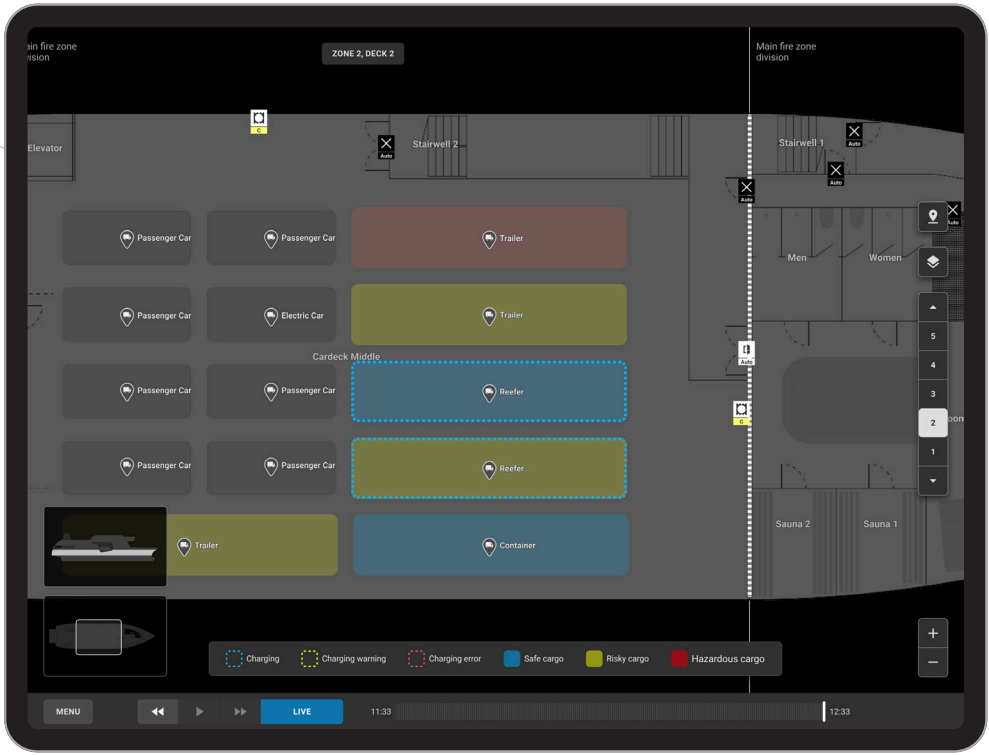 ain fire zone
vision
ZONE 2, DECK 2
Main fire zone
division
C
Elevator
Auto
Stairwell 2
Stairwell 1
Auto
Auto
Auto
Auto
Passenger Car
Passenger Car
Trailer
Men
Women
Passenger Car
Electric Car
Trailer
5
Cardeck Middle
Auto
4
Passenger Car
Passenger Car
Reefer
3
C
2
oom
1
Passenger Car
Passenger Car
Reefer
Sauna 2
Sauna 1
Trailer
Container
Charging
Charging warning
Charging error
Safe cargo
Risky cargo
Hazardous cargo
MENU
LIVE
11:33
12:33